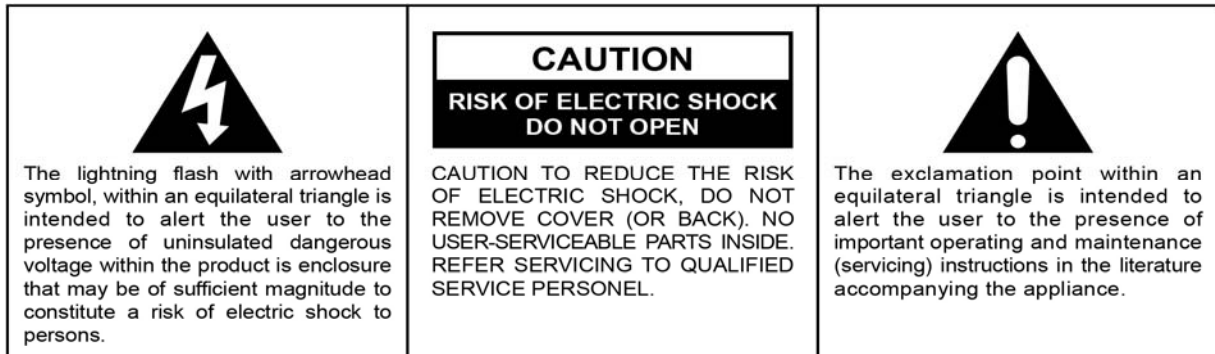 The lightning flash with arrowhead
symbol, within an equilateral triangle is
intended to alert the user to the
presence of uninsulated dangerous
voltage within the product is enclosure
that may be of sufficient magnitude to
constitute a risk of electric shock to
persons.
CAUTION
RISK OF ELECTRIC SHOCK
DO NOT OPEN
CAUTION TO REDUCE THE RISK
OF ELECTRIC SHOCK, DO NOT
REMOVE COVER (OR BACK). NO
USER-SERVICEABLE PARTS INSIDE.
REFER SERVICING TO QUALIFIED
SERVICE PERSONEL.
The exclamation point within an
equilateral triangle is intended to
alert the user to the presence of
important operating and maintenance
(servicing) instructions in the literature
accompanying the appliance.